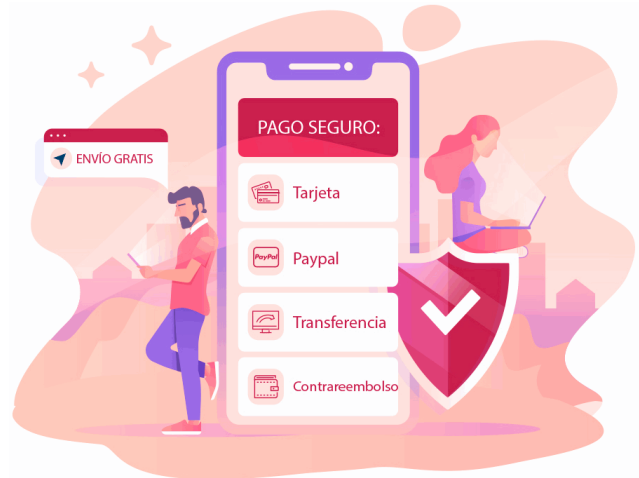 PAGO SEGURO:
ENVÍO GRATIS
Tarjeta
PayPal
Paypal
Transferencia
Contrareembolso